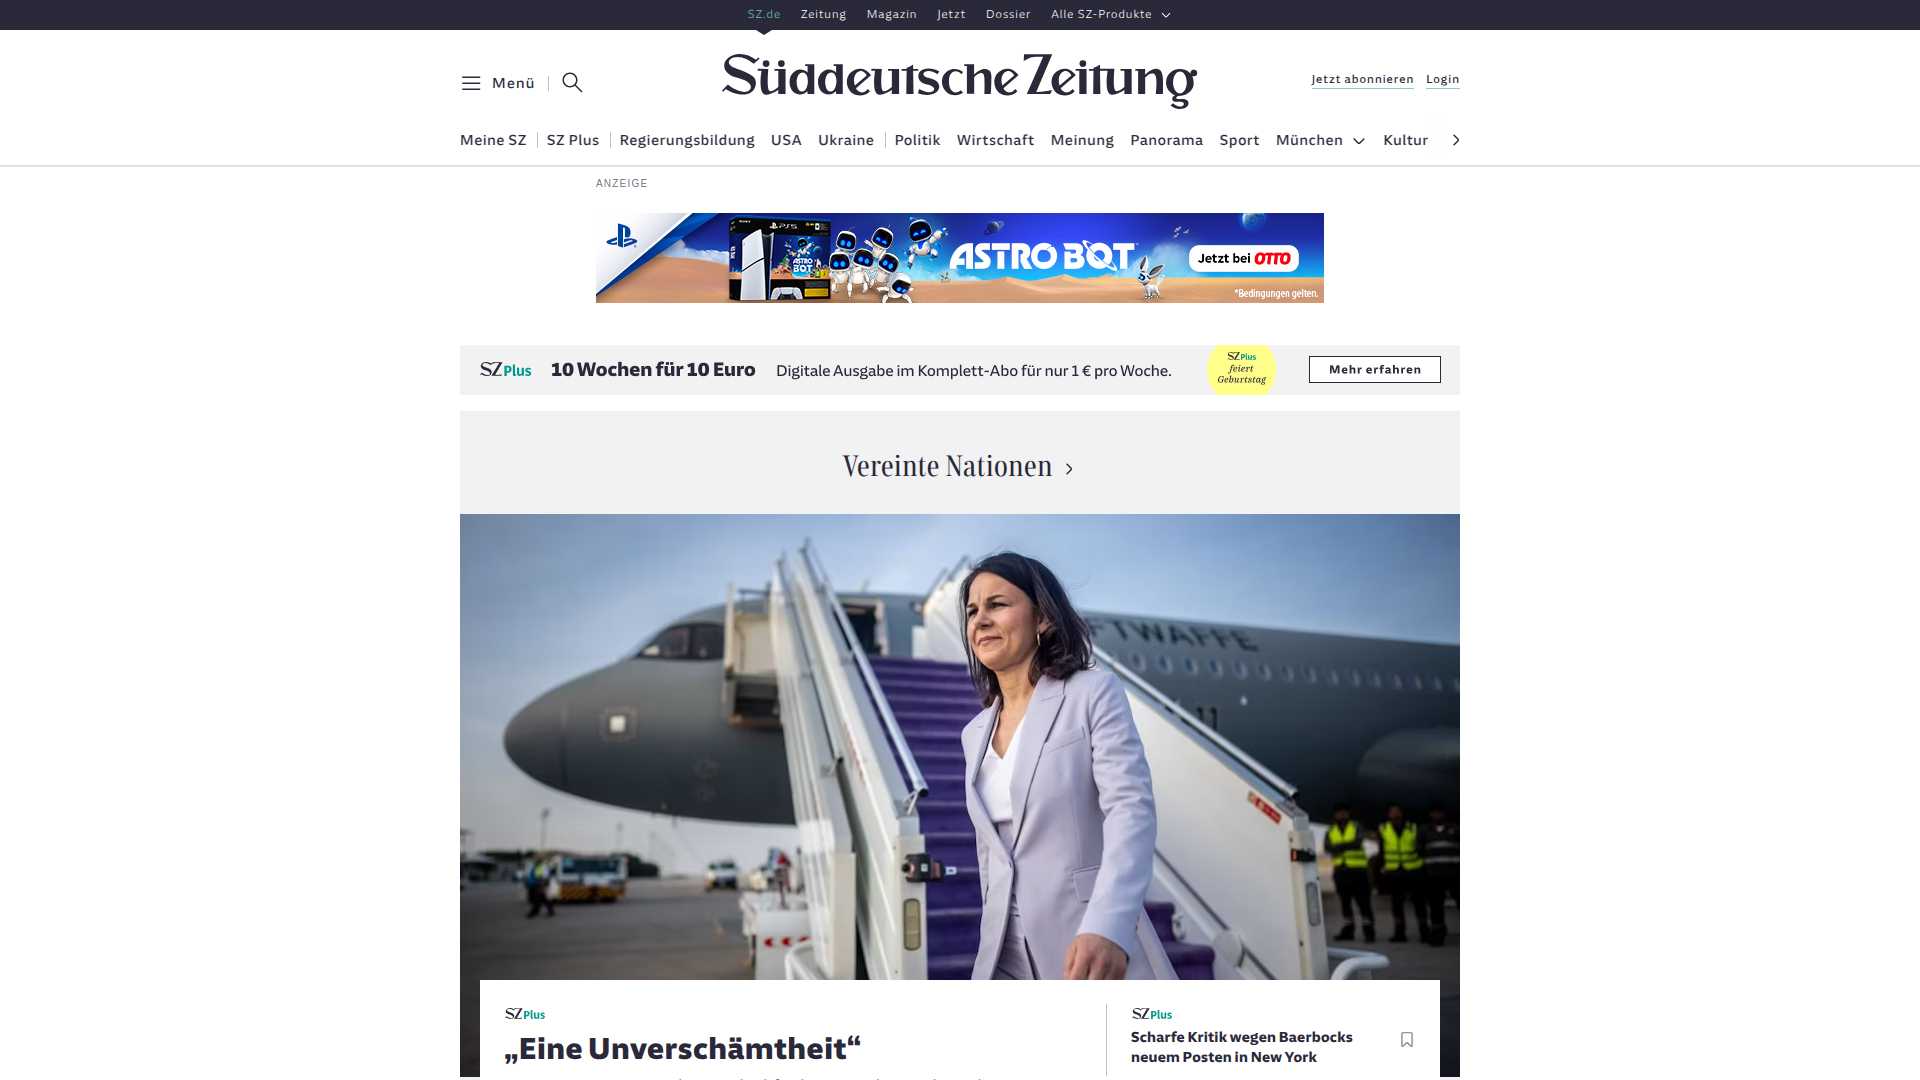 SZ.de Zeitung Magazin Jetzt Dossier Alle SZ-Produkte
Menü
Süddeutsche Zeitung
Jetzt abonnieren Login
Meine SZ SZ Plus Regierungsbildung USA Ukraine Politik Wirtschaft Meinung Panorama Sport München Kultur
ANZEIGE
PS5
ASTRO BOT
ASTRO BOT
Jetzt bei OTTO
*Bedingungen gelten.
SZ Plus 10 Wochen für 10 Euro Digitale Ausgabe im Komplett-Abo für nur 1 € pro Woche.
SZ Plus
feiert
Geburtstag
Mehr erfahren
Vereinte Nationen
LUFTWAFFE
SZ Plus
„Eine Unverschämtheit“
SZ Plus
Scharfe Kritik wegen Baerbocks
neuem Posten in New York